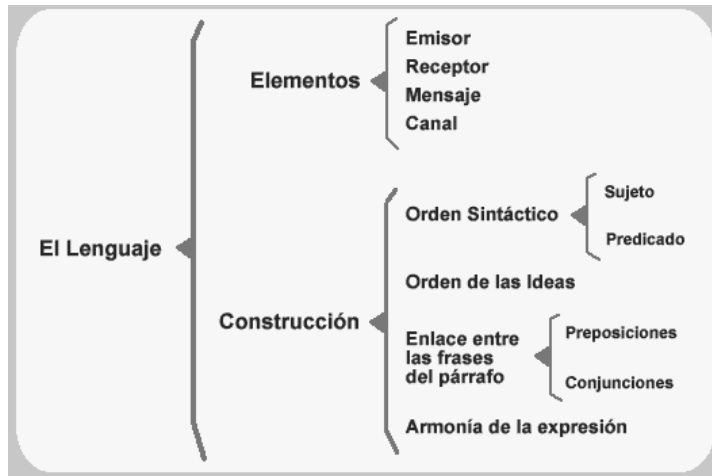 El Lenguaje
Elementos
Emisor
Receptor
Mensaje
Canal
Construcción
Orden Sintáctico
Sujeto
Predicado
Orden de las Ideas
Enlace entre
las frases
del párrafo
Preposiciones
Conjunciones
Armonía de la expresión